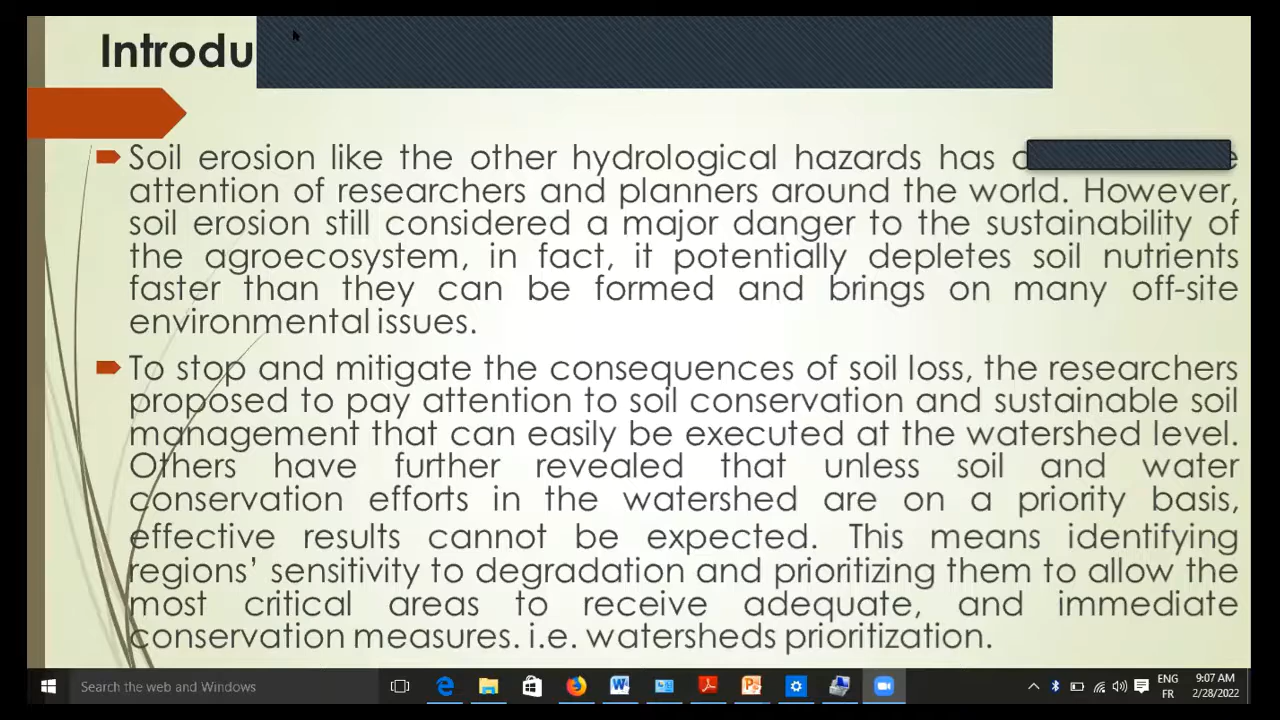 Introdu
Soil erosion like the other hydrological hazards has
attention of researchers and planners around the world. However,
soil erosion still considered a major danger to the sustainability of
the agroecosystem, in fact, it potentially depletes soil nutrients
faster than they can be formed and brings on many off-site
environmental issues.
To stop and mitigate the consequences of soil loss, the researchers
proposed to pay attention to soil conservation and sustainable soil
management that can easily be executed at the watershed level.
Others have further revealed that unless soil and water
conservation efforts in the watershed are on a priority basis,
effective results cannot be expected. This means identifying
regions’ sensitivity to degradation and prioritizing them to allow the
most critical areas to receive adequate, and immediate
conservation measures. i.e. watersheds prioritization.
Search the web and Windows
ENG
FR
9:07 AM
2/28/2022